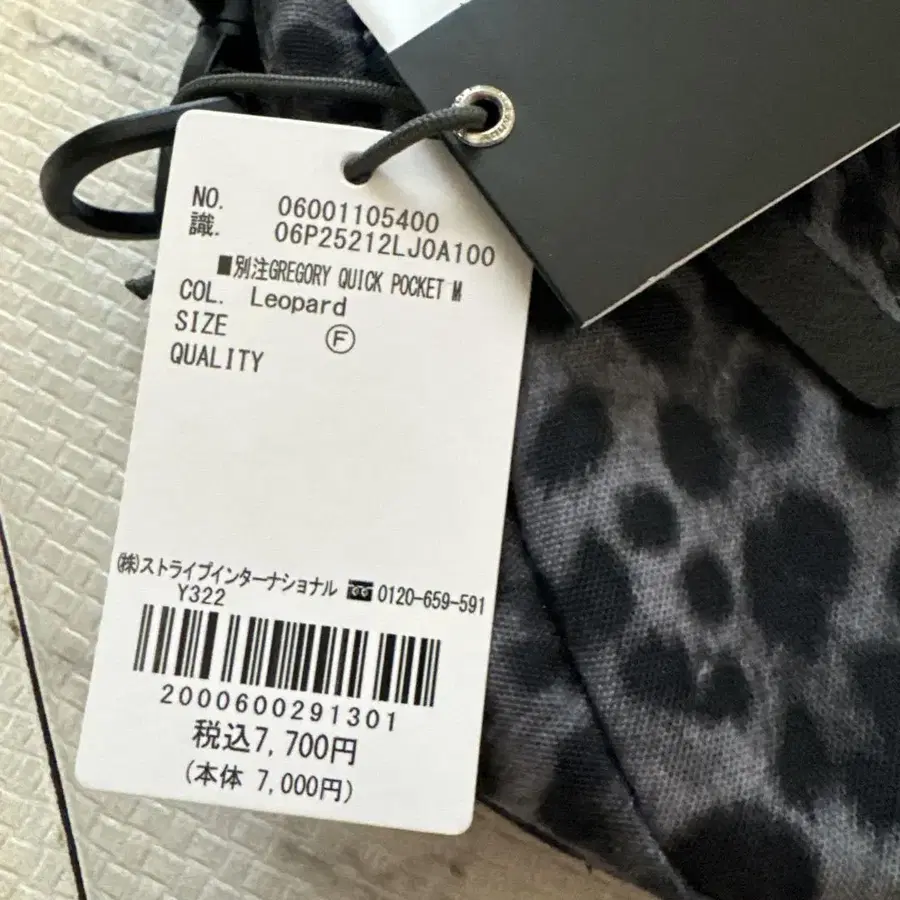 NO. 06001105400
識. 06P25212LJ0A100
■別注GREGORY QUICK POCKET M
COL. Leopard
SIZE Ⓕ
QUALITY
(株)ストライプインターナショナル 0120-659-591
Y322
2000600291301
税込7,700円
(本体 7,000円)